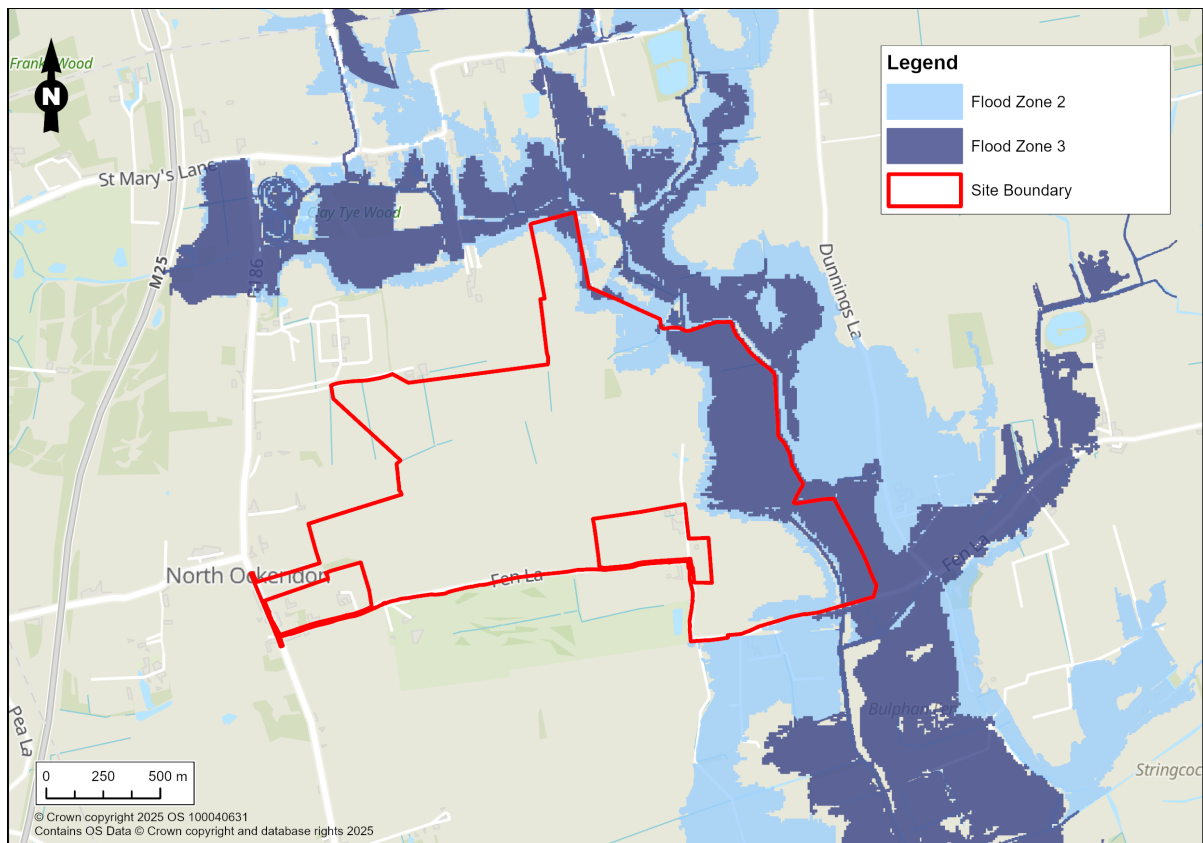 Frank Wood
N
St Mary's Lane
Clay Tye Wood
M25
Dunnings La
North Ockendon
Fen La
Fen La
Pea La
Stringcoc
Legend
Flood Zone 2
Flood Zone 3
Site Boundary
0 250 500 m
© Crown copyright 2025 OS 100040631
Contains OS Data © Crown copyright and database rights 2025